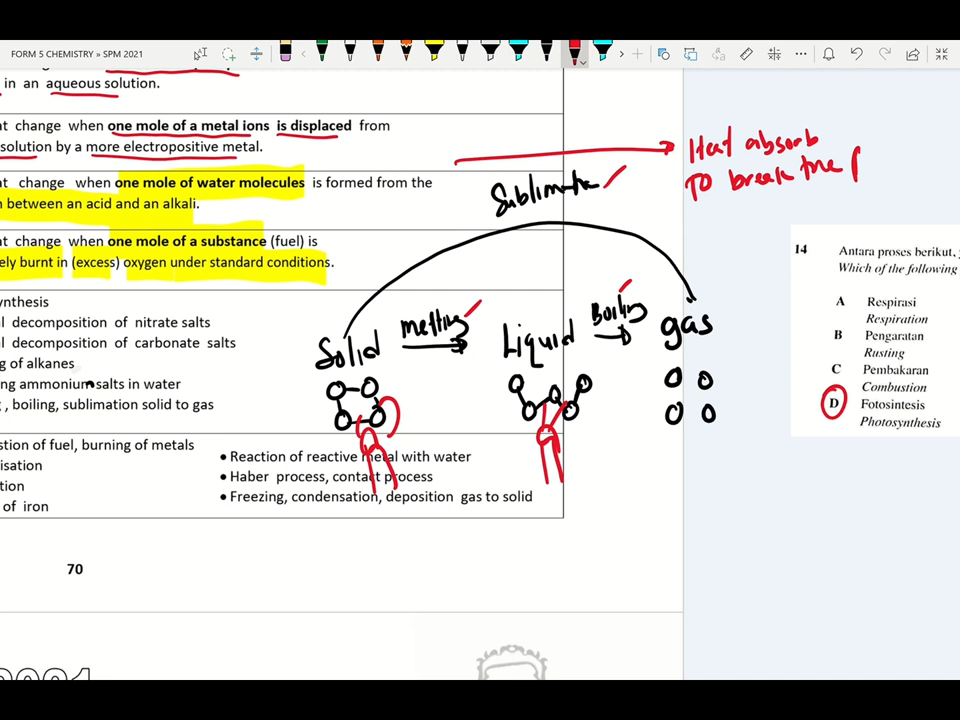 FORM 5 CHEMISTRY » SPM 2021
in an aqueous solution.
at change when one mole of a metal ions is displaced from
solution by a more electropositive metal.
at change when one mole of water molecules is formed from the
n between an acid and an alkali.
at change when one mole of a substance (fuel) is
ely burnt in (excess) oxygen under standard conditions.
ynthesis
al decomposition of nitrate salts
al decomposition of carbonate salts
g of alkanes
ng ammonium salts in water
, boiling, sublimation solid to gas
stion of fuel, burning of metals
isation
tion
of iron
• Reaction of reactive metal with water
• Haber process, contact process
• Freezing, condensation, deposition gas to solid
70
2021
Heat absorb
To break the
Sublimation
Solid melting Liquid Boiling gas
14 Antara proses berikut,
Which of the following
A Respirasi
Respiration
B Pengaratan
Rusting
C Pembakaran
Combustion
D Fotosintesis
Photosynthesis